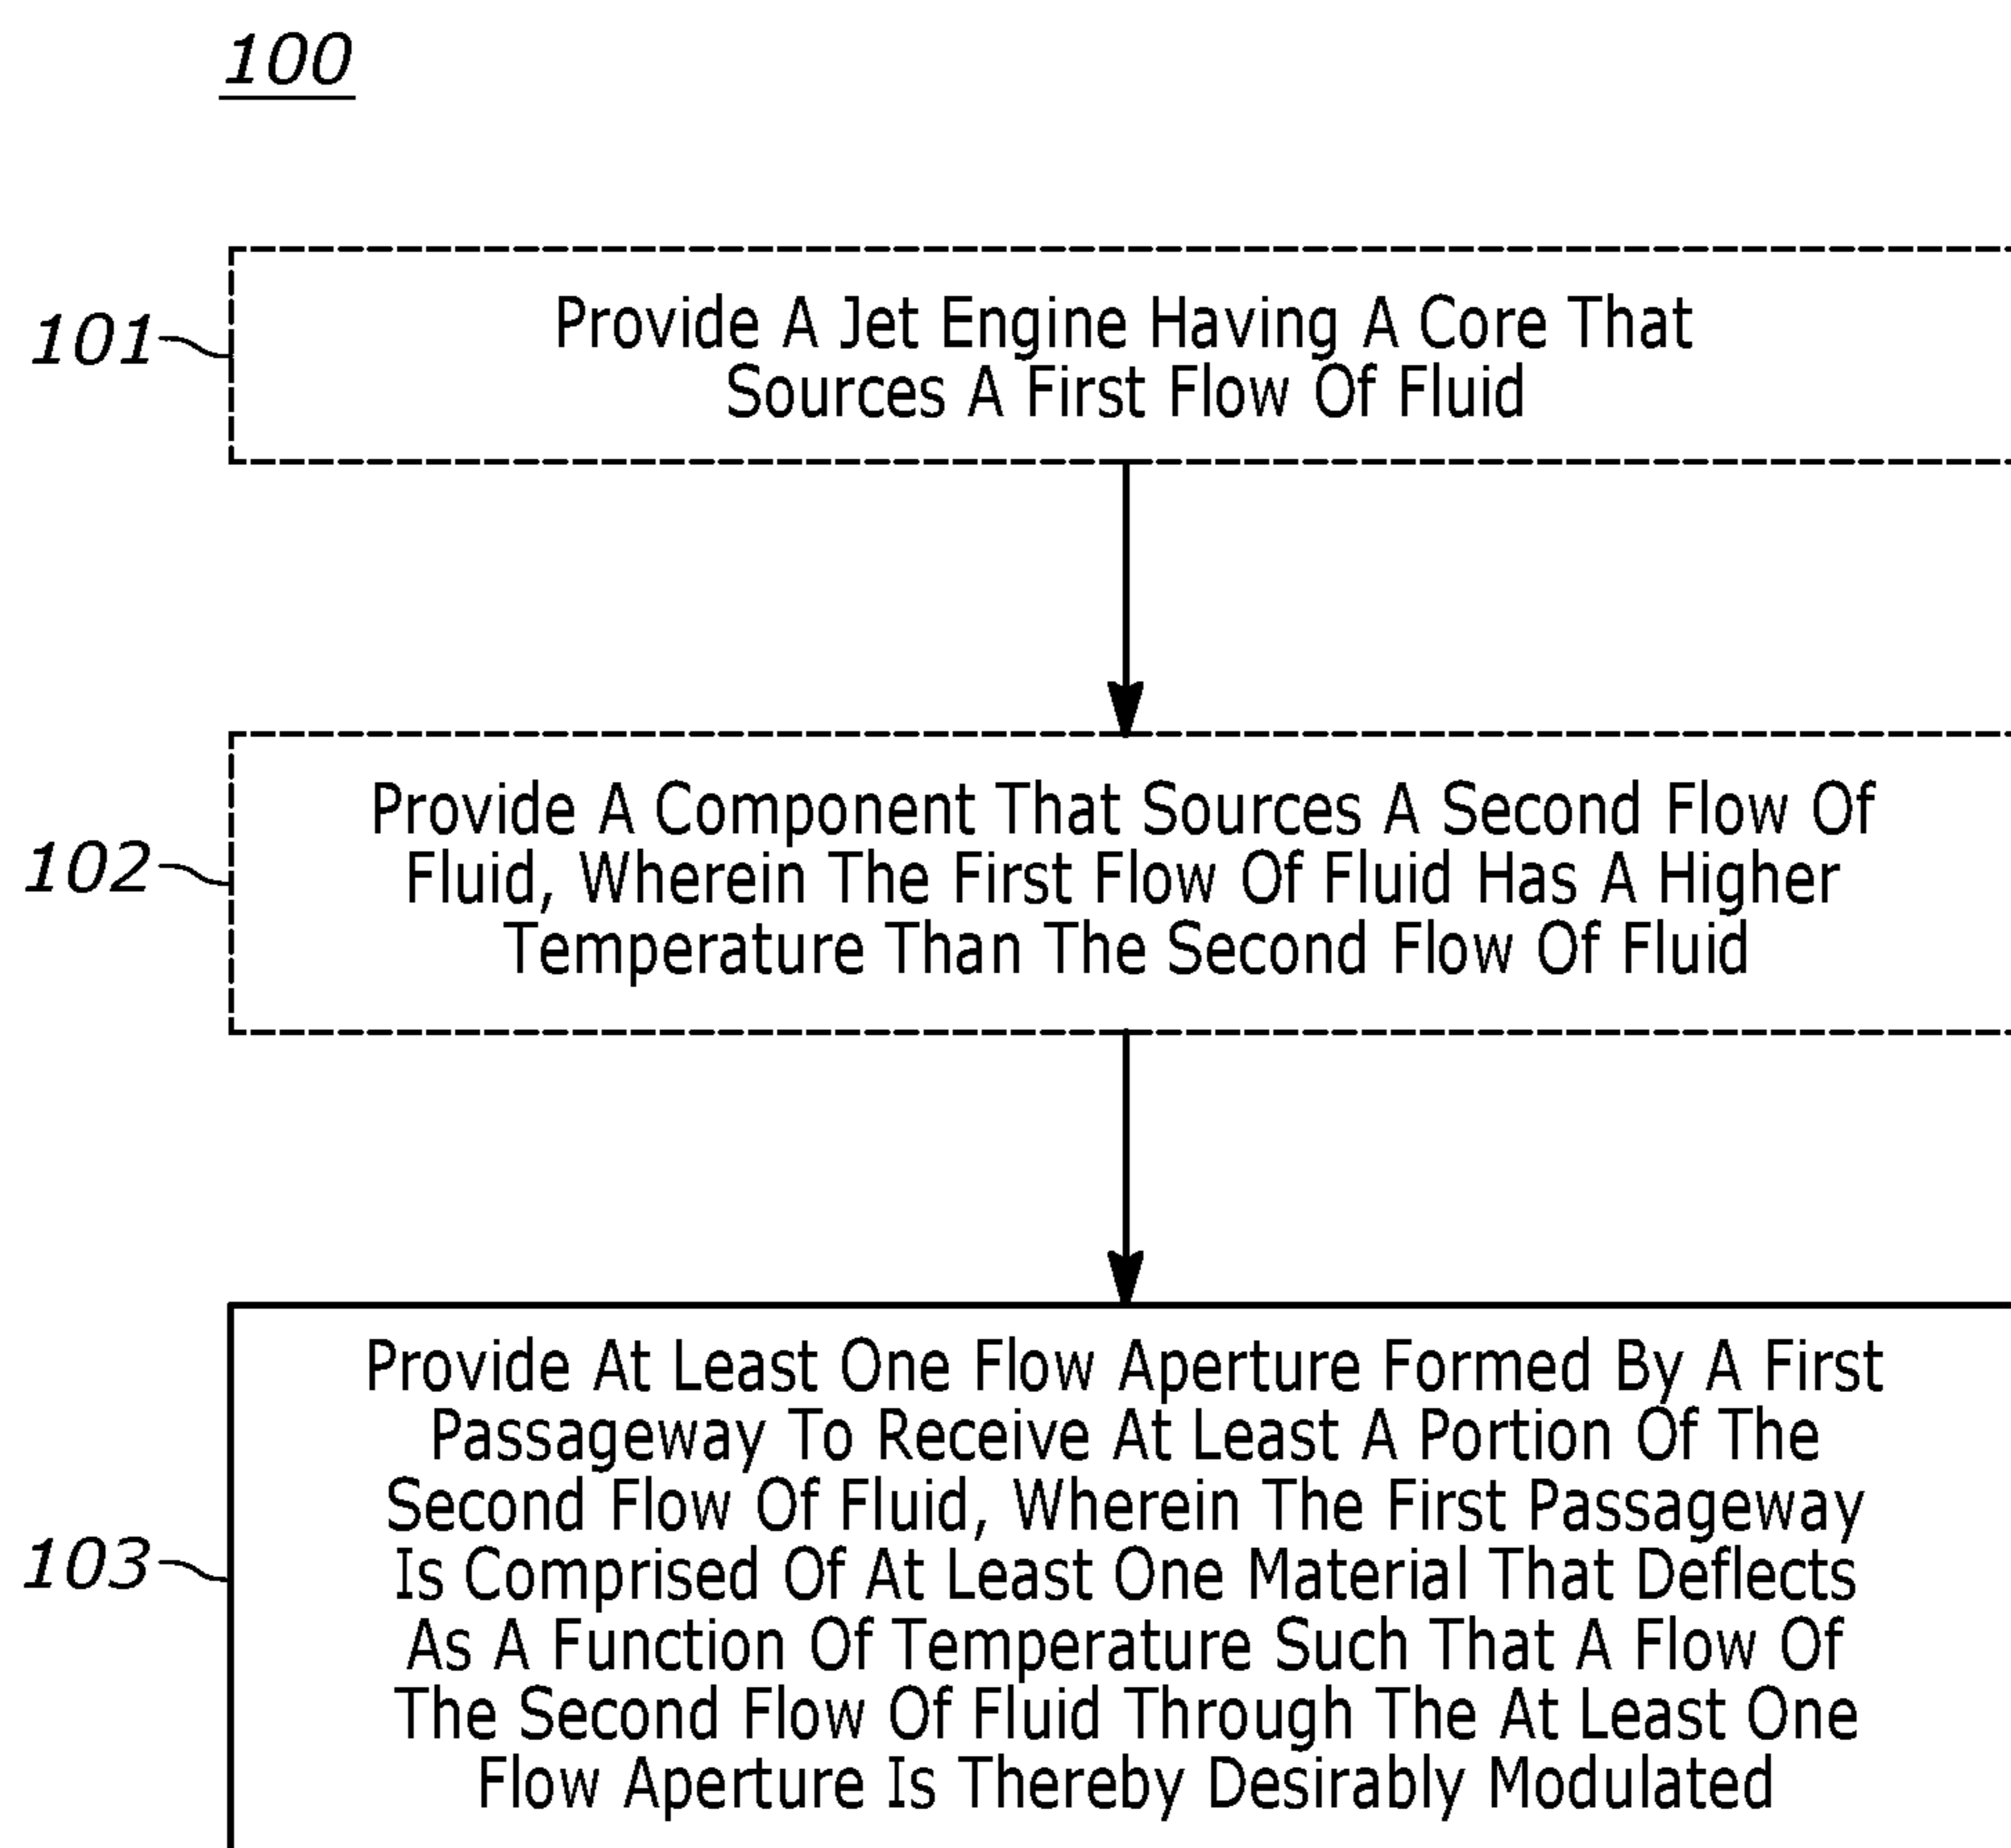 100
101
Provide A Jet Engine Having A Core That
Sources A First Flow Of Fluid
102
Provide A Component That Sources A Second Flow Of
Fluid, Wherein The First Flow Of Fluid Has A Higher
Temperature Than The Second Flow Of Fluid
103
Provide At Least One Flow Aperture Formed By A First
Passageway To Receive At Least A Portion Of The
Second Flow Of Fluid, Wherein The First Passageway
Is Comprised Of At Least One Material That Deflects
As A Function Of Temperature Such That A Flow Of
The Second Flow Of Fluid Through The At Least One
Flow Aperture Is Thereby Desirably Modulated